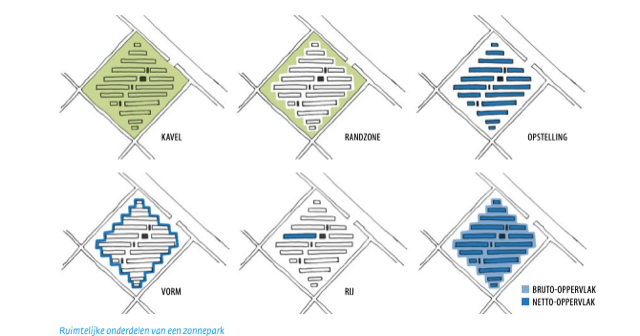 KAVEL
RANDZONE
OPSTELLING
VORM
RIJ
BRUTO-OPPERVLAK
NETTO-OPPERVLAK
Ruimtelijke onderdelen van een zonnepark